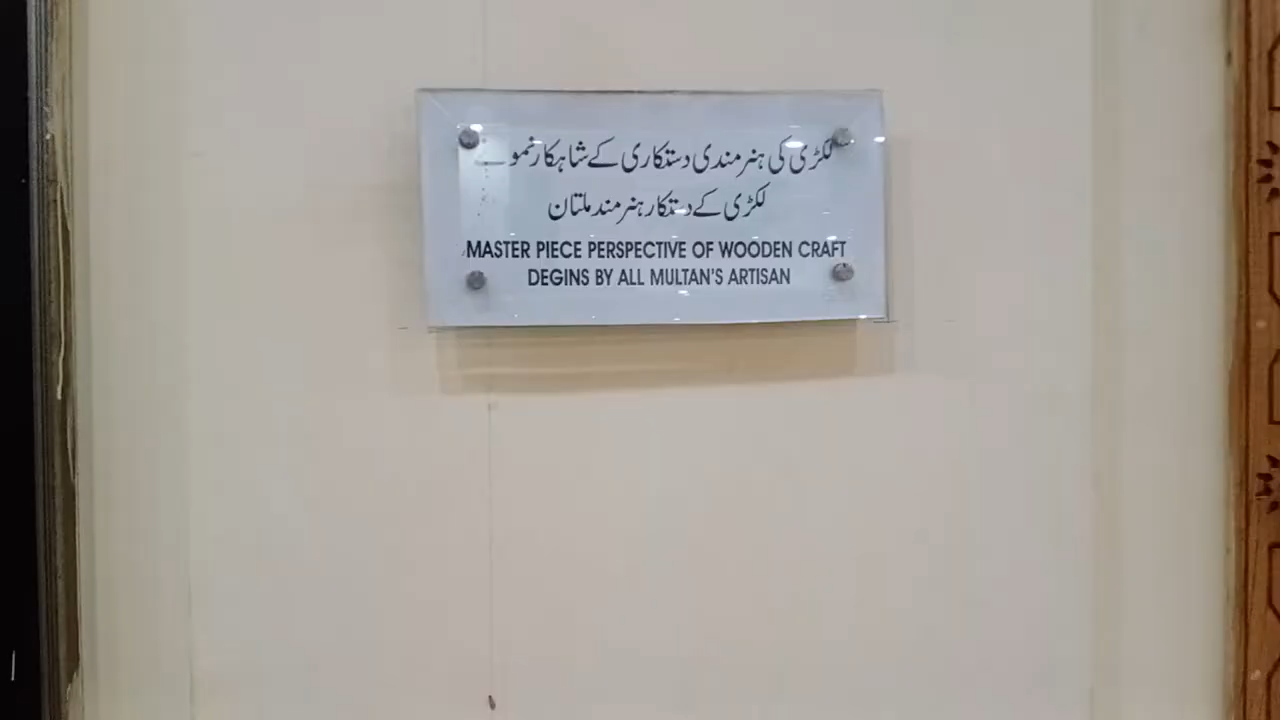 لکڑی کی ہنرمندی دستکاری کے شاہکار نمونے
لکڑی کے دستکار ہنرمند ملتان
MASTER PIECE PERSPECTIVE OF WOODEN CRAFT
DEGINS BY ALL MULTAN'S ARTISAN